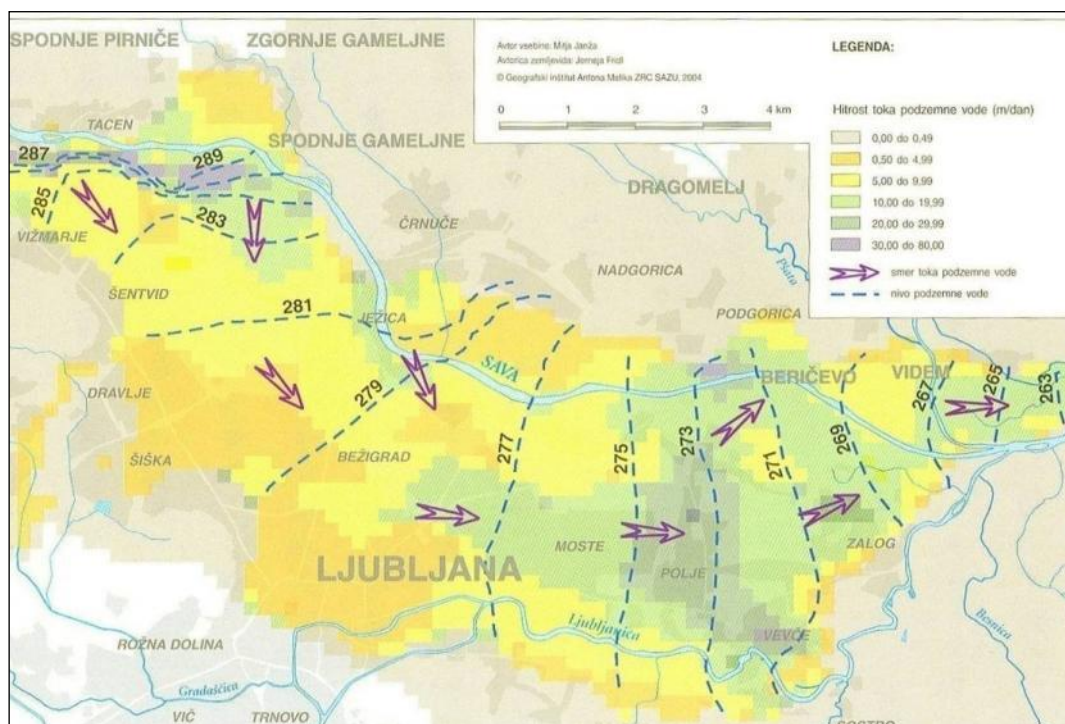 SPODNJE PIRNIČE
ZGORNJE GAMELJNE
Avtor vsebine: Mitja Janža
Avtorica zemljevida: Jerneja Fridl
© Geografski inštitut Antona Melika ZRC SAZU, 2004
0 1 2 3 4 km
LEGENDA:
Hitrost toka podzemne vode (m/dan)
0,00 do 0,49
0,50 do 4,99
5,00 do 9,99
10,00 do 19,99
20,00 do 29,99
30,00 do 80,00
smer toka podzemne vode
nivo podzemne vode
TACEN
SPODNJE GAMELJNE
287
289
DRAGOMELJ
285
283
VIŽMARJE
ČRNUČE
NADGORICA
Pšata
ŠENTVID
281
JEŽICA
PODGORICA
SAVA
BERIČEVO
VIDEM
267
265
263
DRAVLJE
279
277
275
273
271
269
ŠIŠKA
BEŽIGRAD
MOSTE
POLJE
ZALOG
LJUBLJANA
Ljubljanica
VEVČE
Besnica
ROŽNA DOLINA
Gradaščica
VIČ
TRNOVO
SOSTRO